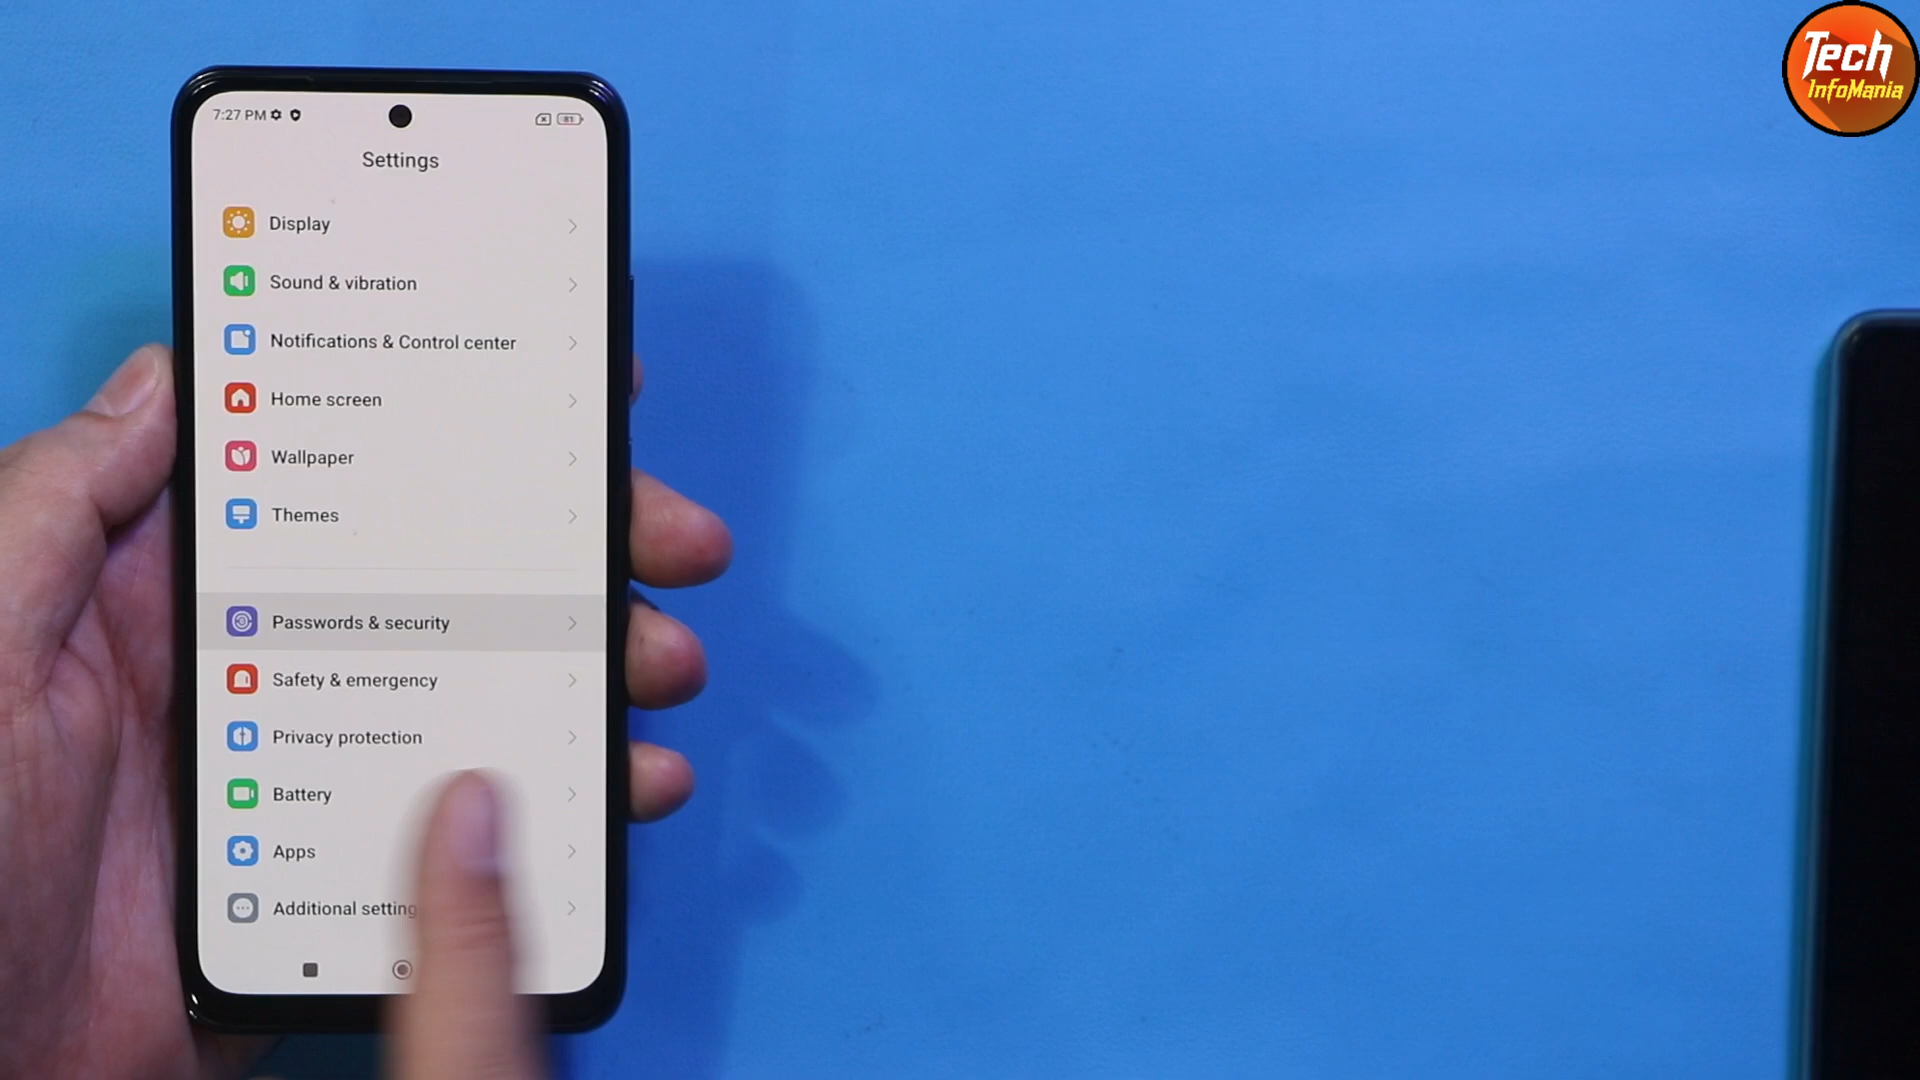 Tech
InfoMania
7:27 PM
81
Settings
Display
Sound & vibration
Notifications & Control center
Home screen
Wallpaper
Themes
Passwords & security
Safety & emergency
Privacy protection
Battery
Apps
Additional setting